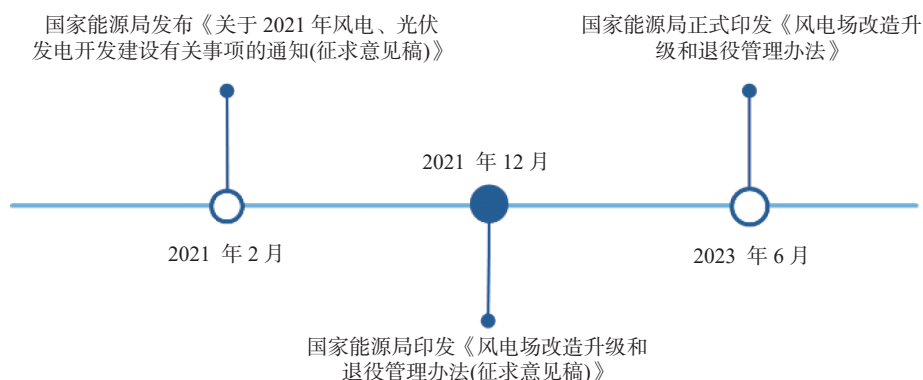 国家能源局发布《关于 2021 年风电、光伏
发电开发建设有关事项的通知(征求意见稿)》
国家能源局正式印发《风电场改造升
级和退役管理办法》
2021 年 12 月
2021 年 2 月
2023 年 6 月
国家能源局印发《风电场改造升级和
退役管理办法(征求意见稿)》